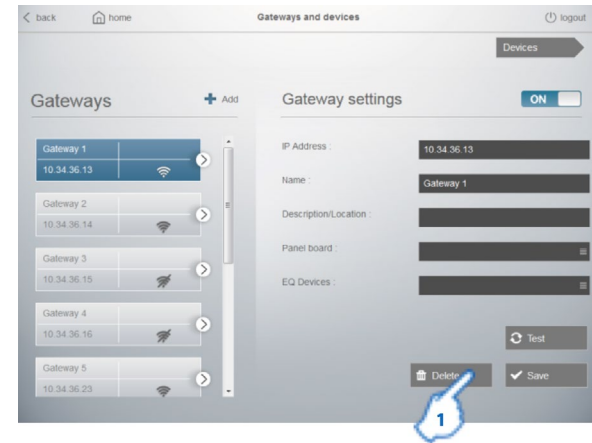 back home Gateways and devices logout
Devices
Gateways Add Gateway settings ON
Gateway 1
10.34.36.13
Gateway 2
10.34.36.14
Gateway 3
10.34.36.15
Gateway 4
10.34.36.16
Gateway 5
10.34.36.23
IP Address : 10.34.36.13
Name : Gateway 1
Description/Location :
Panel board :
EQ Devices :
Test
Delete Save
1